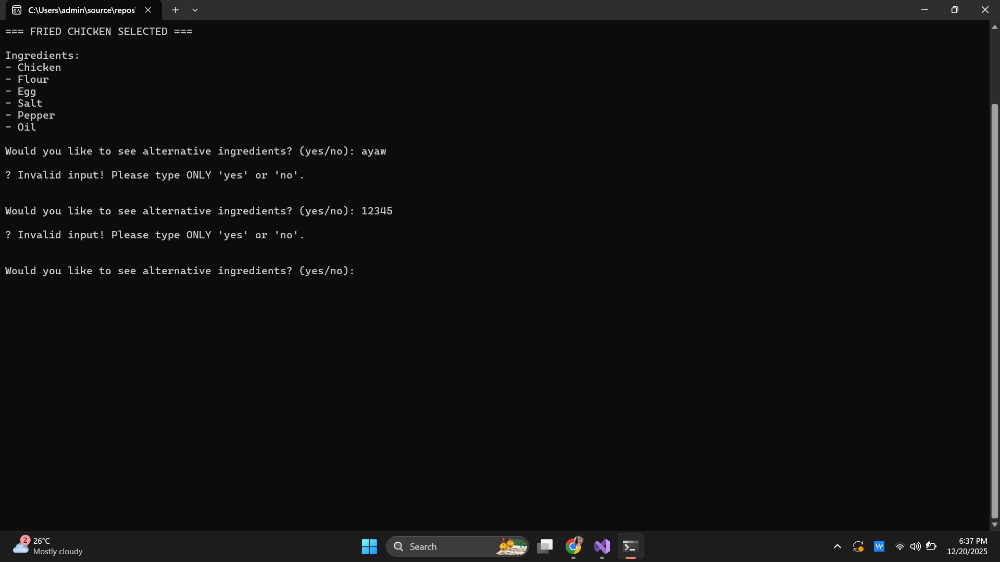 C:\Users\admin\source\repos\
=== FRIED CHICKEN SELECTED ===
Ingredients:
- Chicken
- Flour
- Egg
- Salt
- Pepper
- Oil
Would you like to see alternative ingredients? (yes/no): ayaw
? Invalid input! Please type ONLY 'yes' or 'no'.
Would you like to see alternative ingredients? (yes/no): 12345
? Invalid input! Please type ONLY 'yes' or 'no'.
Would you like to see alternative ingredients? (yes/no):
2
26°C
Mostly cloudy
Search
6:37 PM
12/20/2025